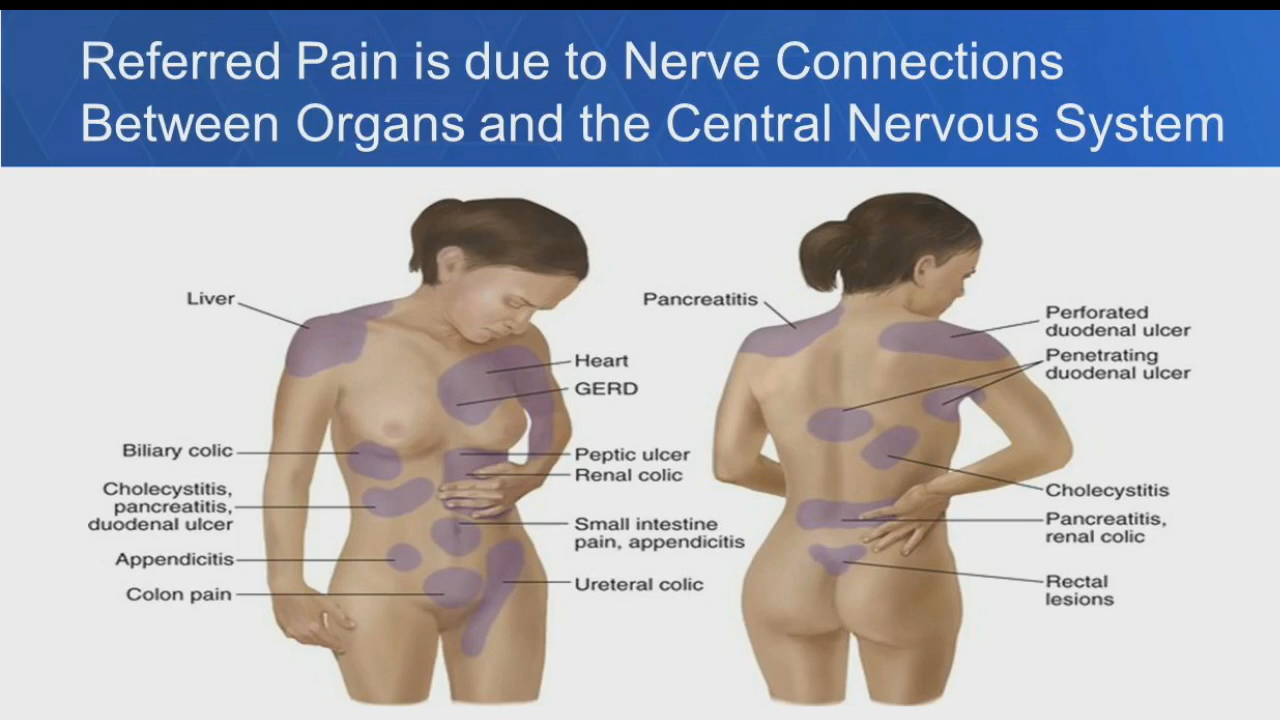 Referred Pain is due to Nerve Connections
Between Organs and the Central Nervous System
Liver
Heart
GERD
Biliary colic
Peptic ulcer
Renal colic
Cholecystitis,
pancreatitis,
duodenal ulcer
Small intestine
pain, appendicitis
Appendicitis
Ureteral colic
Colon pain
Pancreatitis
Perforated
duodenal ulcer
Penetrating
duodenal ulcer
Cholecystitis
Pancreatitis,
renal colic
Rectal
lesions